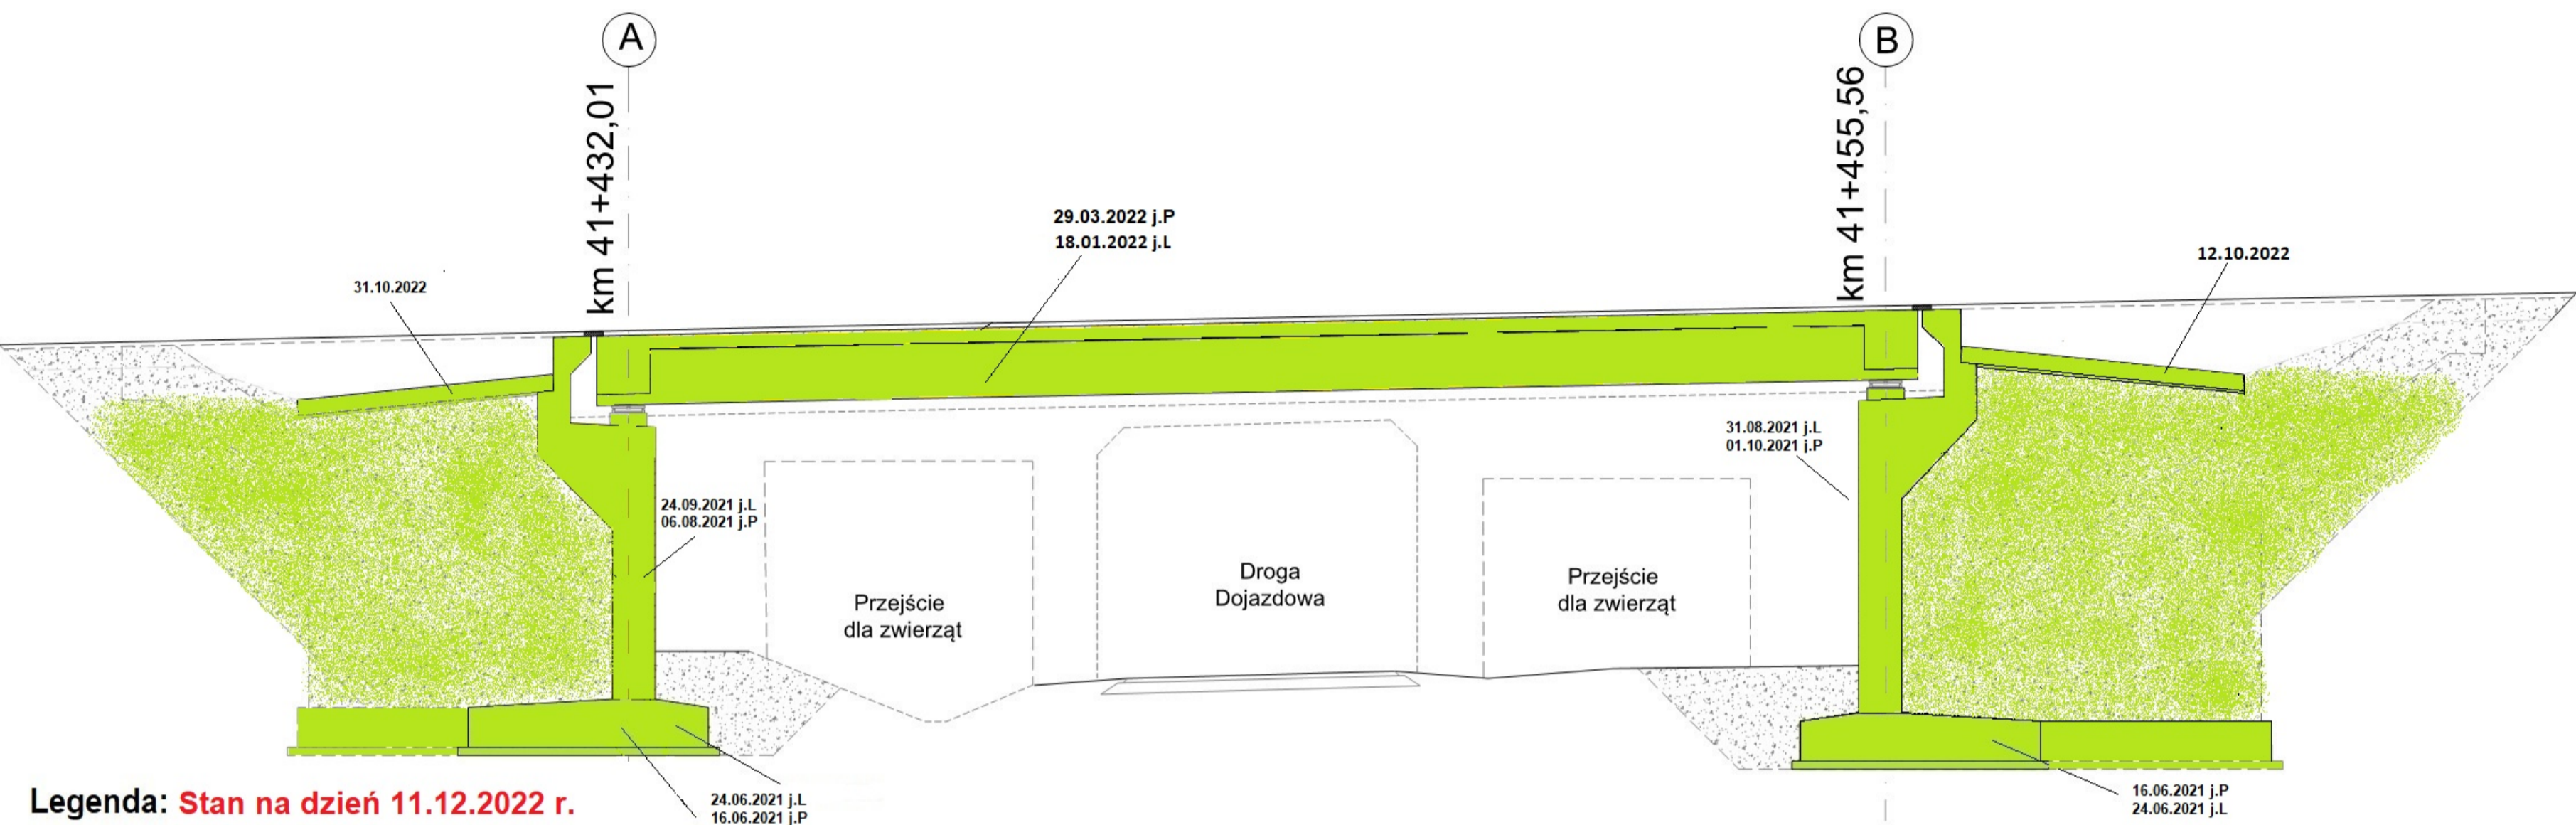 A
B
km 41+432,01
km 41+455,56
29.03.2022 j.P
18.01.2022 j.L
12.10.2022
31.10.2022
31.08.2021 j.L
01.10.2021 j.P
24.09.2021 j.L
06.08.2021 j.P
Przejście
dla zwierząt
Droga
Dojazdowa
Przejście
dla zwierząt
Legenda: Stan na dzień 11.12.2022 r.
24.06.2021 j.L
16.06.2021 j.P
16.06.2021 j.P
24.06.2021 j.L